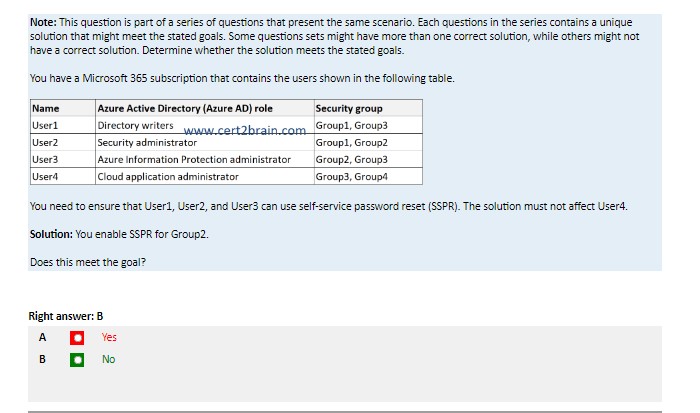 Note: This question is part of a series of questions that present the same scenario. Each questions in the series contains a unique
solution that might meet the stated goals. Some questions sets might have more than one correct solution, while others might not
have a correct solution. Determine whether the solution meets the stated goals.
You have a Microsoft 365 subscription that contains the users shown in the following table.
Name Azure Active Directory (Azure AD) role Security group
User1 Directory writers www.cert2brain.com Group1, Group3
User2 Security administrator Group1, Group2
User3 Azure Information Protection administrator Group2, Group3
User4 Cloud application administrator Group3, Group4
You need to ensure that User1, User2, and User3 can use self-service password reset (SSPR). The solution must not affect User4.
Solution: You enable SSPR for Group2.
Does this meet the goal?
Right answer: B
A Yes
B No